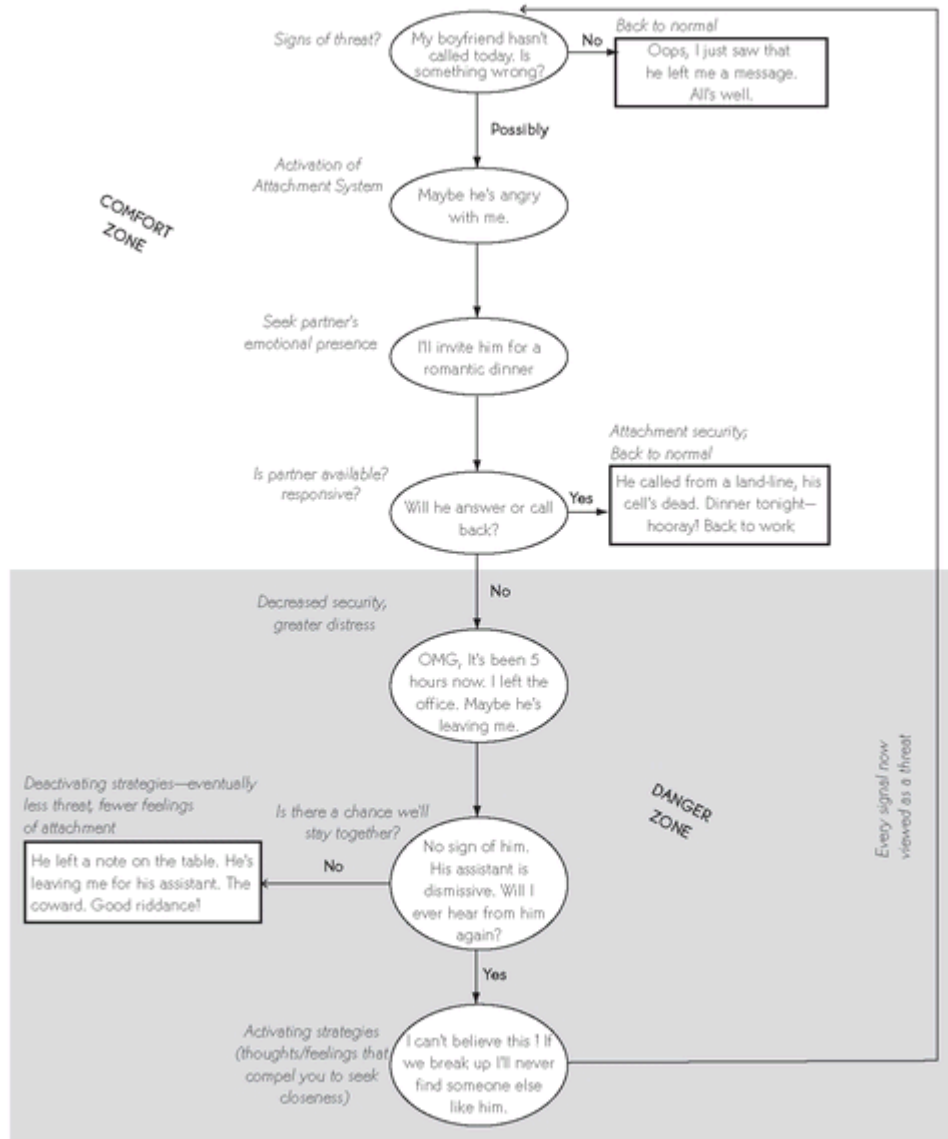 Signs of threat?
My boyfriend hasn't
called today. Is
something wrong?
No
Back to normal
Oops, I just saw that
he left me a message.
All's well.
Possibly
Activation of
Attachment System
Maybe he's angry
with me.
COMFORT
ZONE
Seek partner's
emotional presence
I'll invite him for a
romantic dinner
Is partner available?
responsive?
Will he answer or call
back?
Yes
Attachment security;
Back to normal
He called from a land-line, his
cell's dead. Dinner tonight—
hooray! Back to work
No
Decreased security,
greater distress
OMG, It's been 5
hours now. I left the
office. Maybe he's
leaving me.
Every signal now
viewed as a threat
DANGER
ZONE
Is there a chance we'll
stay together?
No sign of him.
His assistant is
dismissive. Will I
ever hear from him
again?
No
Deactivating strategies—eventually
less threat, fewer feelings
of attachment
He left a note on the table. He's
leaving me for his assistant. The
coward. Good riddance!
Yes
Activating strategies
(thoughts/feelings that
compel you to seek
closeness)
I can't believe this ! If
we break up I'll never
find someone else
like him.